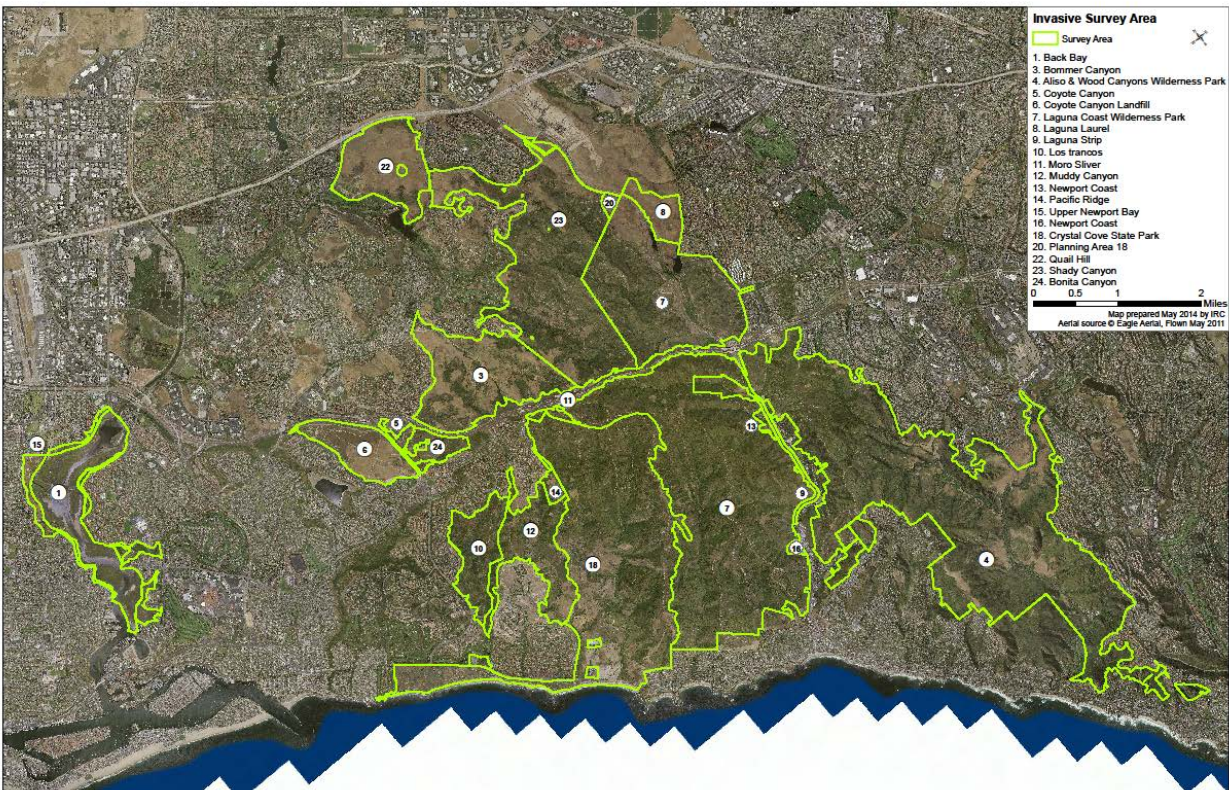 Invasive Survey Area
Survey Area
1. Back Bay
3. Bommer Canyon
4. Aliso & Wood Canyons Wilderness Park
5. Coyote Canyon
6. Coyote Canyon Landfill
7. Laguna Coast Wilderness Park
8. Laguna Laurel
9. Laguna Strip
10. Los trancos
11. Moro Sliver
12. Muddy Canyon
13. Newport Coast
14. Pacific Ridge
15. Upper Newport Bay
16. Newport Coast
18. Crystal Cove State Park
20. Planning Area 18
22. Quail Hill
23. Shady Canyon
24. Bonita Canyon
0 0.5 1 2
Miles
Map prepared May 2014 by IRC
Aerial source © Eagle Aerial, Flown May 2011
22
20
8
23
7
3
11
5
13
15
24
6
1
14
9
7
12
10
16
4
18